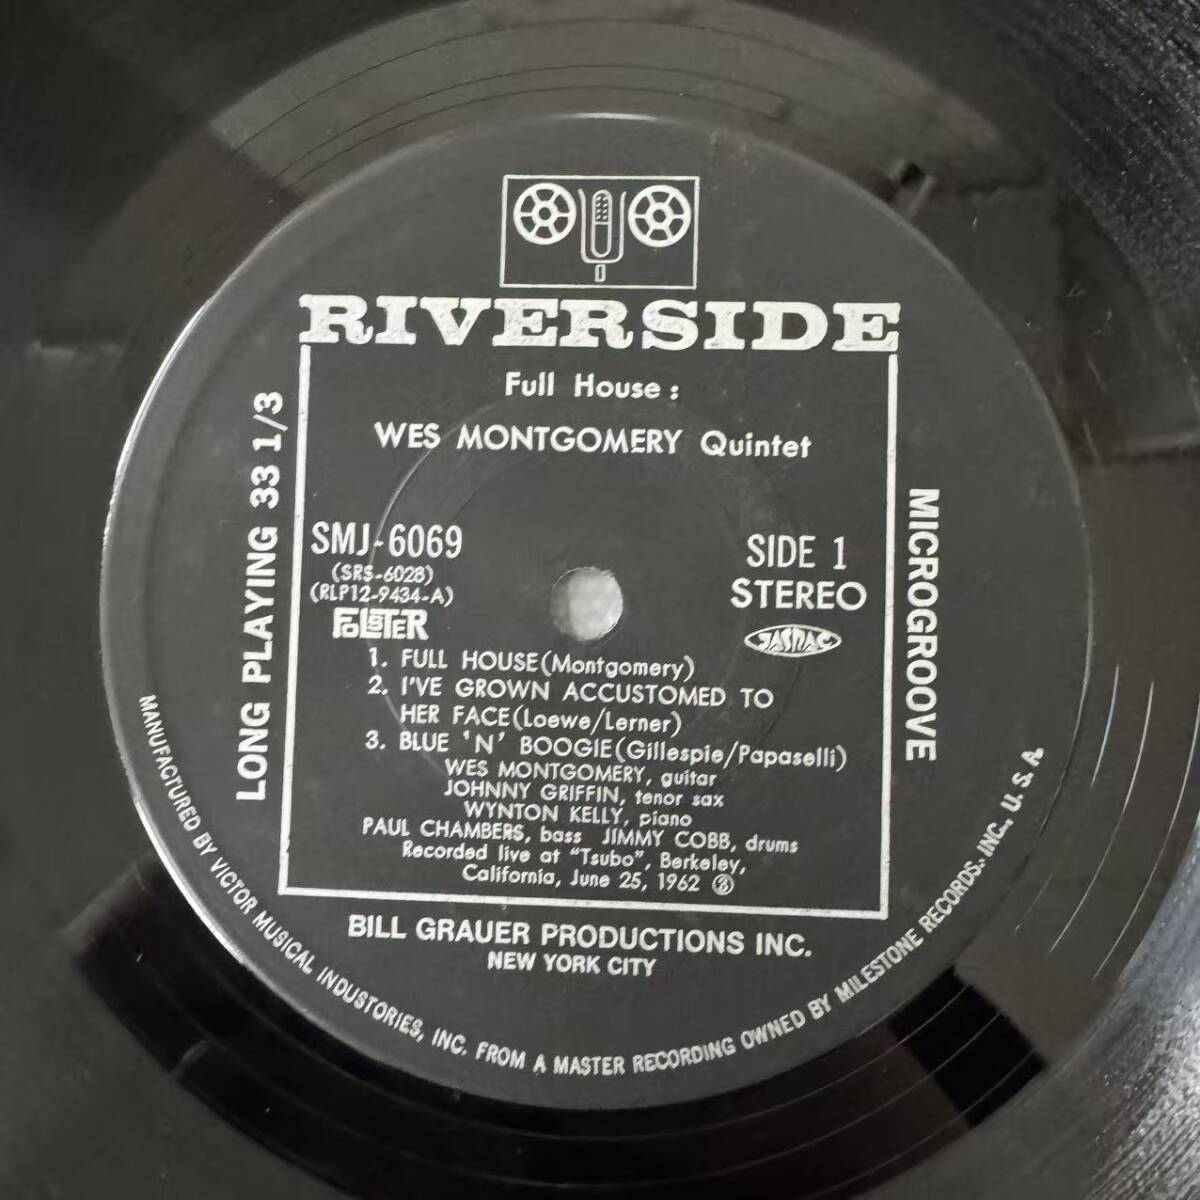 RIVERSIDE
Full House:
WES MONTGOMERY Quintet
LONG PLAYING 33 1/3
MICROGROOVE
SMJ-6069
(SRS-6028)
(RLP12-9434-A)
SIDE 1
STEREO
JASRAC
1. FULL HOUSE(Montgomery)
2. I'VE GROWN ACCUSTOMED TO
HER FACE(Loewe/Lerner)
3. BLUE 'N' BOOGIE(Gillespie/Papaselli)
WES MONTGOMERY, guitar
JOHNNY GRIFFIN, tenor sax
WYNTON KELLY, piano
PAUL CHAMBERS, bass JIMMY COBB, drums
Recorded live at "Tsubo", Berkeley,
California, June 25, 1962
BILL GRAUER PRODUCTIONS INC.
NEW YORK CITY
MANUFACTURED BY VICTOR MUSICAL INDUSTORIES, INC. FROM A MASTER RECORDING OWNED BY MILESTONE RECORDS, INC., U.S.A.